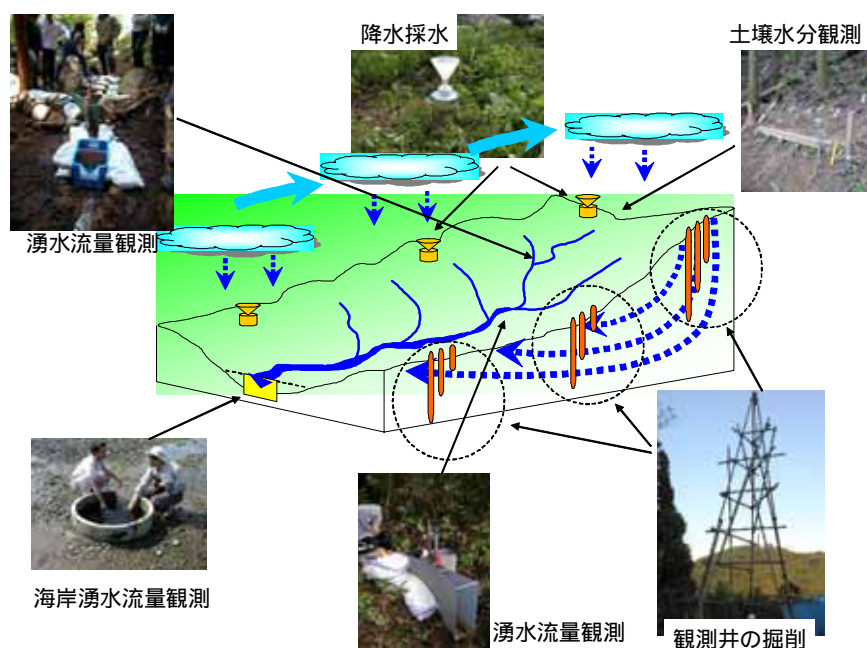 降水採水
土壌水分観測
湧水流量観測
海岸湧水流量観測
湧水流量観測
観測井の掘削